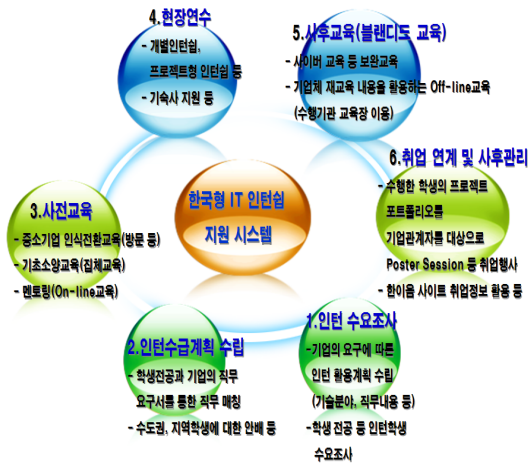 4.현장연수
- 개별인턴쉽,
프로젝트형 인턴쉽 등
- 기숙사 지원 등
5.사후교육(블랜디도 교육)
- 사이버 교육 등 보완교육
- 기업체 재교육 내용을 활용하는 Off-line교육
(수행기관 교육장 이용)
6.취업 연계 및 사후관리
- 수행한 학생의 프로젝트
포트폴리오를
기업관계자를 대상으로
Poster Session 등 취업행사
- 한이음 사이트 취업정보 활용 등
한국형 IT 인턴쉽
지원 시스템
3.사전교육
- 중소기업 인식전환교육(방문 등)
- 기초소양교육(집체교육)
- 멘토링(On-line교육)
1.인턴 수요조사
-기업의 요구에 따른
인턴 활용계획 수립
(기술분야, 직무내용 등)
-학생 전공 등 인턴학생
수요조사
2.인턴수급계획 수립
- 학생전공과 기업의 직무
요구서를 통한 직무 매칭
- 수도권, 지역학생에 대한 안배 등